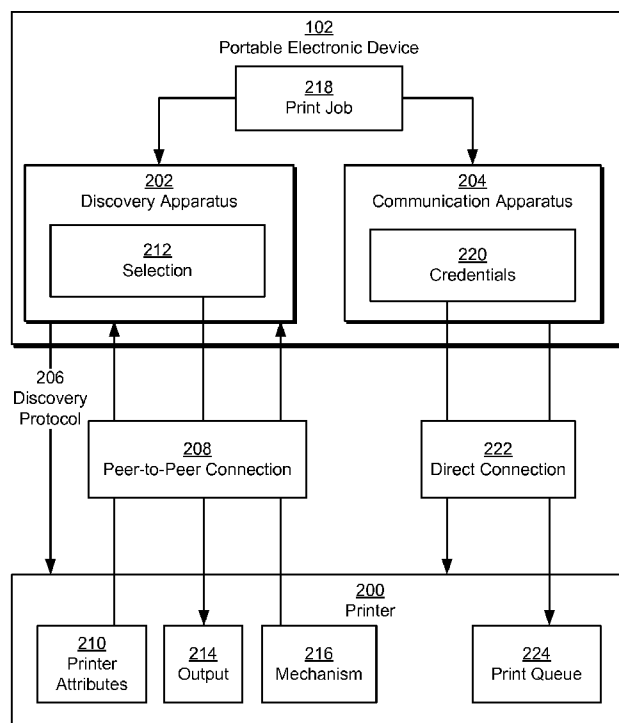 102
Portable Electronic Device
218
Print Job
202
Discovery Apparatus
204
Communication Apparatus
212
Selection
220
Credentials
206
Discovery
Protocol
208
Peer-to-Peer Connection
222
Direct Connection
200
Printer
210
Printer
Attributes
214
Output
216
Mechanism
224
Print Queue